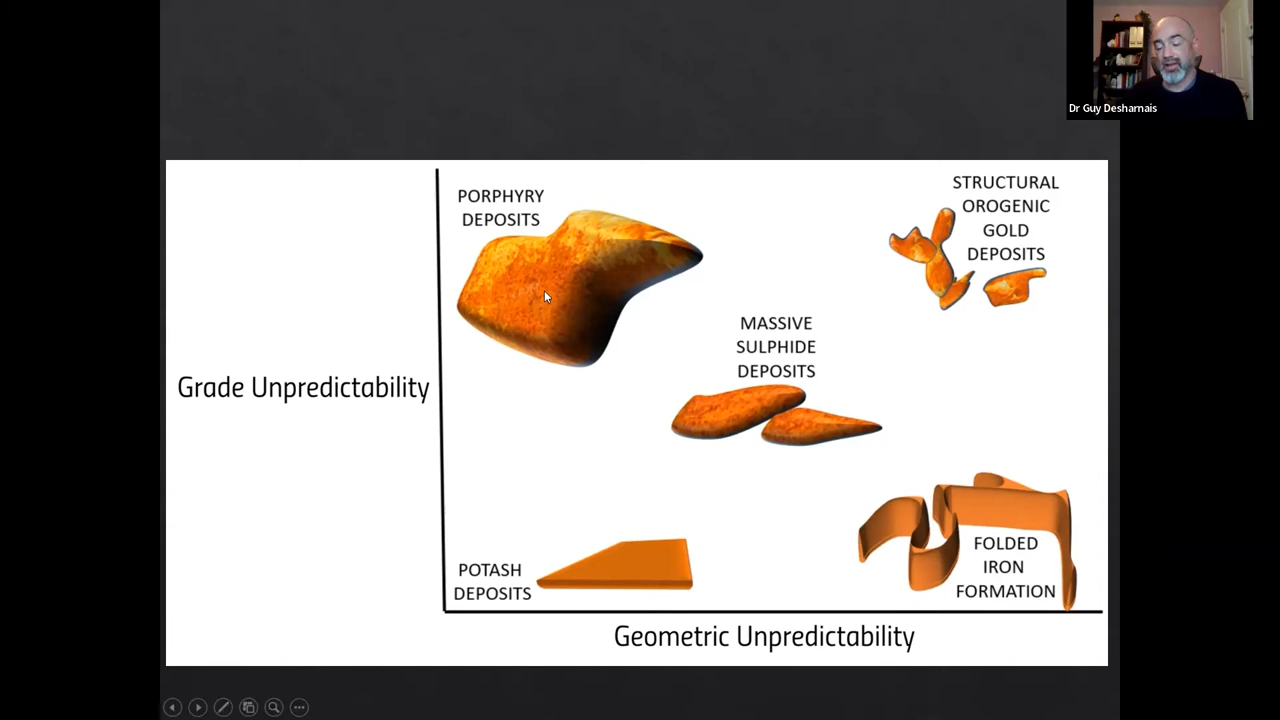 Dr Guy Desharnais
PORPHYRY
DEPOSITS
STRUCTURAL
OROGENIC
GOLD
DEPOSITS
MASSIVE
SULPHIDE
DEPOSITS
Grade Unpredictability
POTASH
DEPOSITS
FOLDED
IRON
FORMATION
Geometric Unpredictability